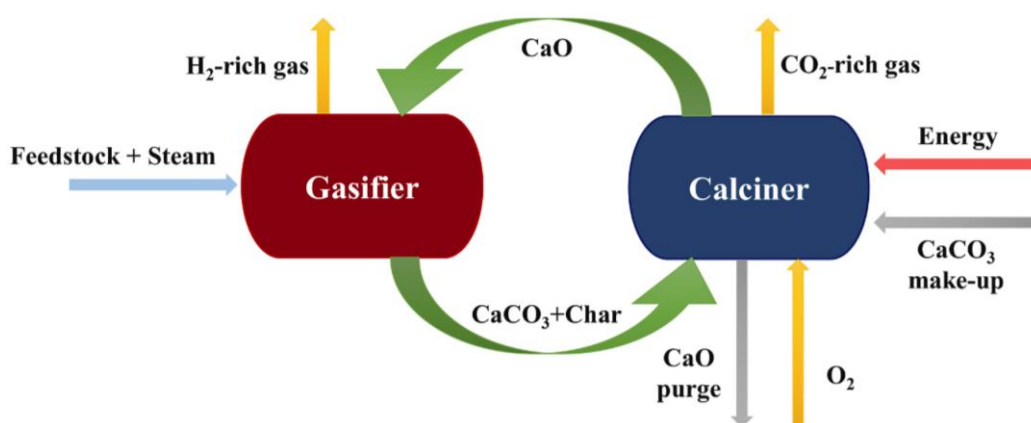 CaO
H₂-rich gas
CO₂-rich gas
Feedstock + Steam
Energy
Gasifier
Calciner
CaCO₃
make-up
CaCO₃+Char
CaO
purge
O₂